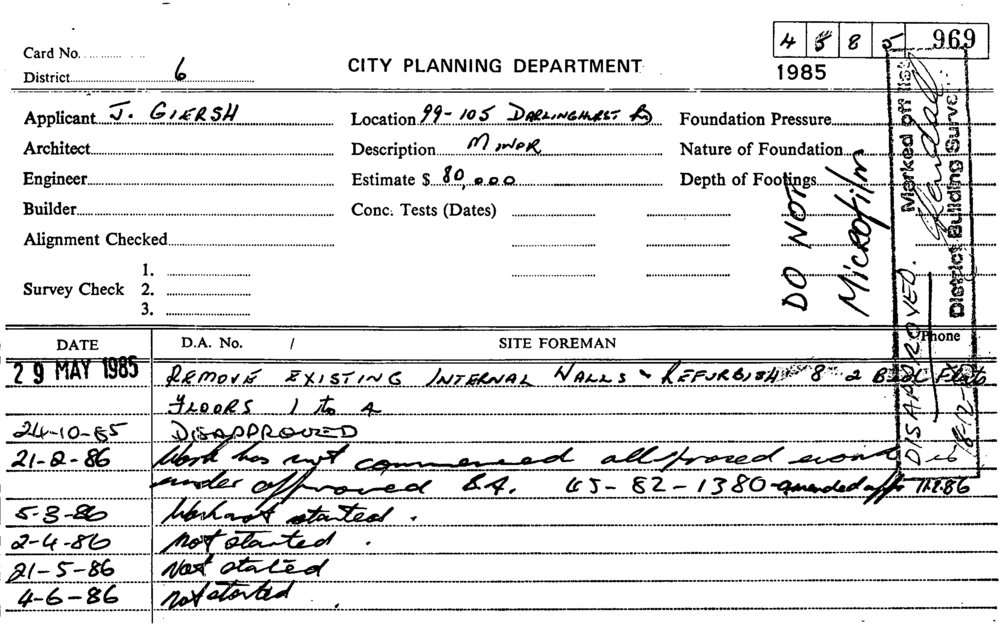 4 5 8 5 969
Card No.
District 6
CITY PLANNING DEPARTMENT
1985
Applicant J. GIERSH
Location 99-105 DARLINGHURST RD
Foundation Pressure
Architect
Description MINOR
Nature of Foundation
Engineer
Estimate $ 80,000
Depth of Footings
Builder
Conc. Tests (Dates)
Alignment Checked
Survey Check
1.
2.
3.
DO NOT
MICROFILM
DISAPPROVED.
Marked on list
District Building Surve
DATE
D.A. No. /
SITE FOREMAN
Phone
29 MAY 1985
REMOVE EXISTING INTERNAL WALLS & REFURBISH 8 2 Flats
FLOORS 1 to 4
24-10-85 DISAPPROVED
21-2-86 Work has not commenced all work
under approved B.A. 45-82-1380 amended
5-3-86 Work not started.
2-4-86 Not started.
21-5-86 Not started
4-6-86 not started.